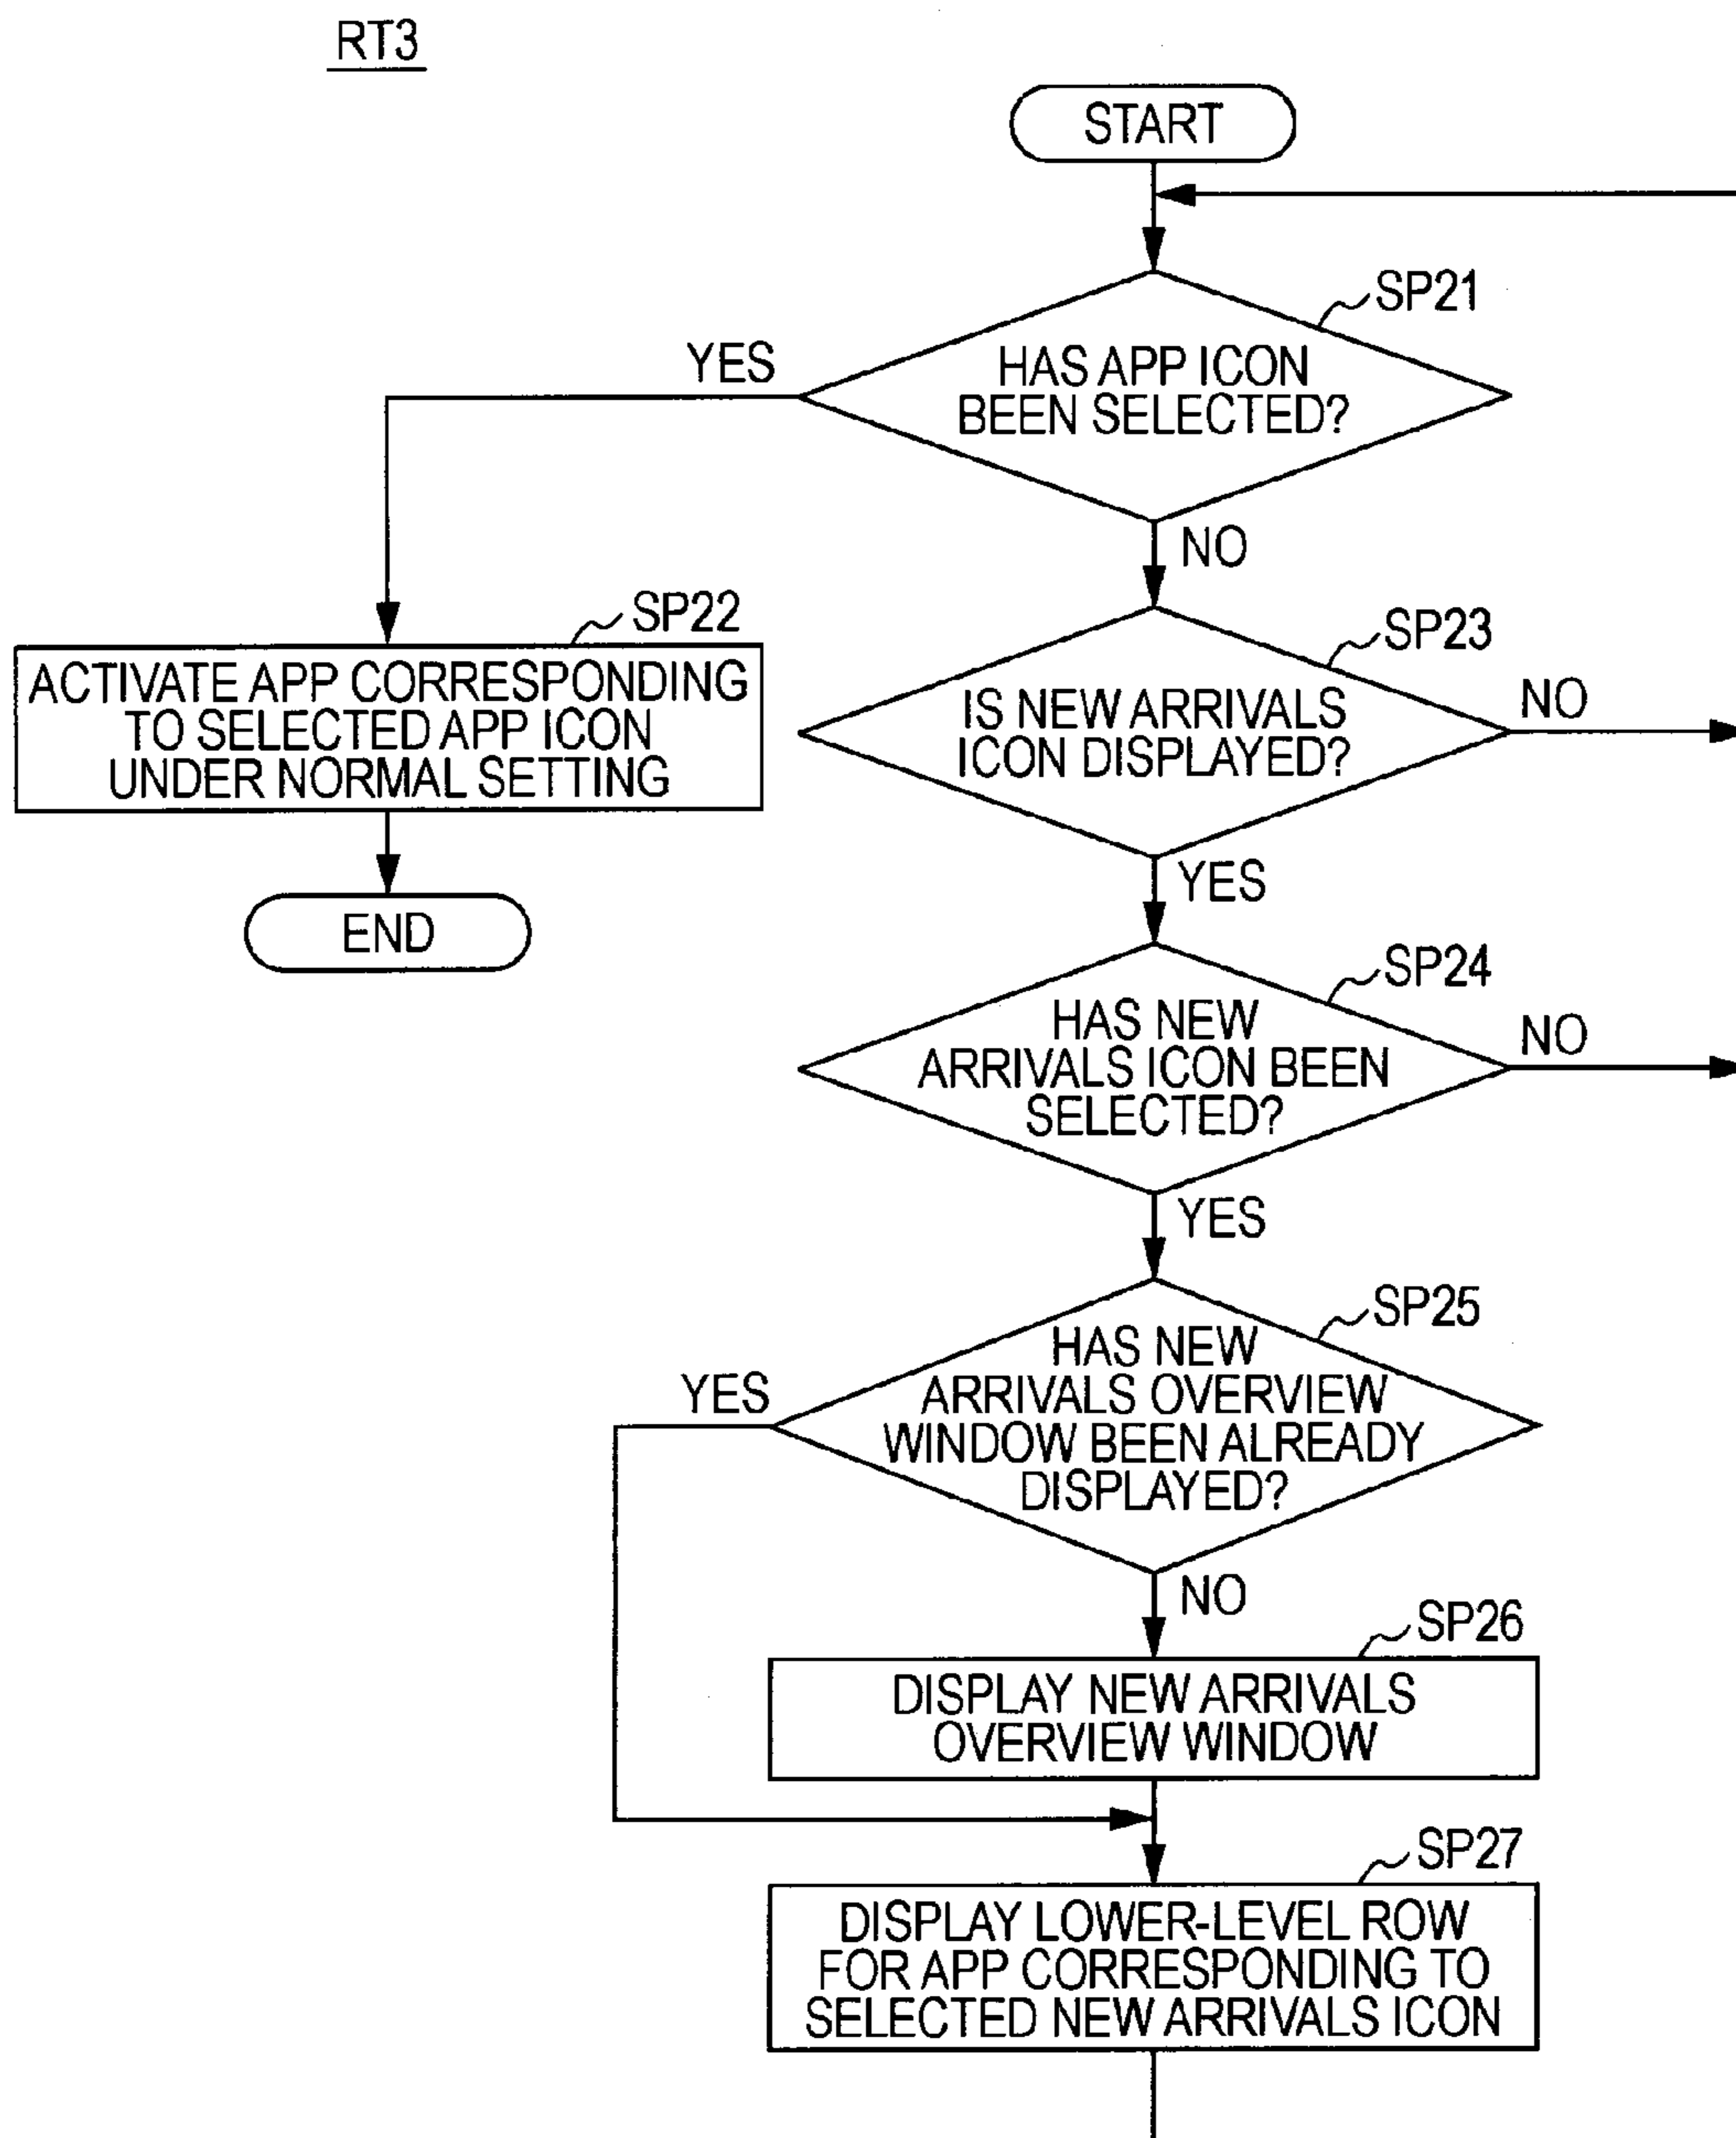 RT3
START
SP21
HAS APP ICON
BEEN SELECTED?
YES
NO
SP22
ACTIVATE APP CORRESPONDING
TO SELECTED APP ICON
UNDER NORMAL SETTING
END
SP23
IS NEW ARRIVALS
ICON DISPLAYED?
NO
YES
SP24
HAS NEW
ARRIVALS ICON BEEN
SELECTED?
NO
YES
SP25
HAS NEW
ARRIVALS OVERVIEW
WINDOW BEEN ALREADY
DISPLAYED?
YES
NO
SP26
DISPLAY NEW ARRIVALS
OVERVIEW WINDOW
SP27
DISPLAY LOWER-LEVEL ROW
FOR APP CORRESPONDING TO
SELECTED NEW ARRIVALS ICON